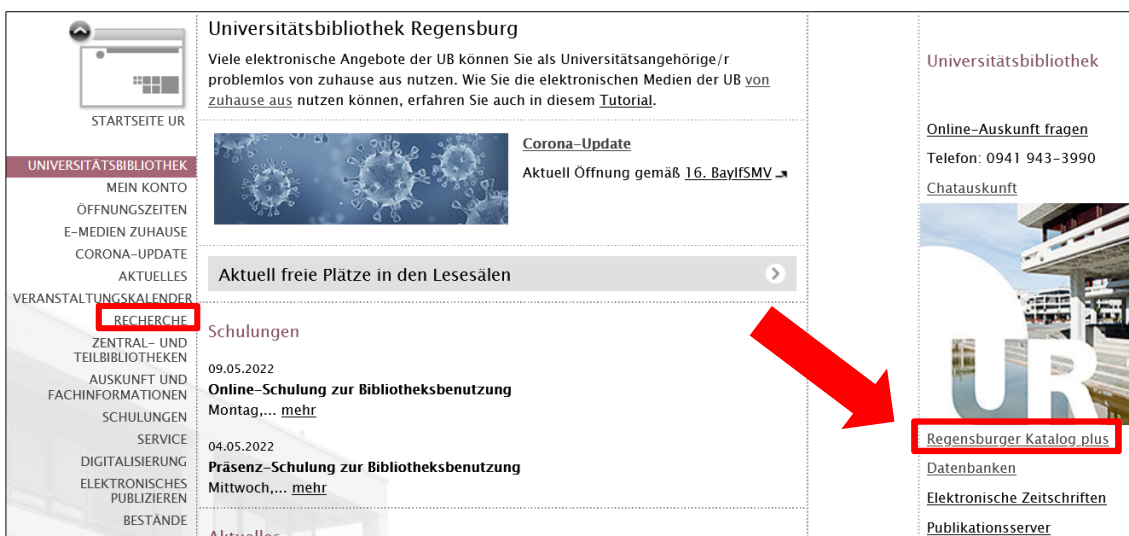 STARTSEITE UR
UNIVERSITÄTSBIBLIOTHEK
MEIN KONTO
ÖFFNUNGSZEITEN
E-MEDIEN ZUHAUSE
CORONA-UPDATE
AKTUELLES
VERANSTALTUNGSKALENDER
RECHERCHE
ZENTRAL- UND
TEILBIBLIOTHEKEN
AUSKUNFT UND
FACHINFORMATIONEN
SCHULUNGEN
SERVICE
DIGITALISIERUNG
ELEKTRONISCHES
PUBLIZIEREN
BESTÄNDE
Universitätsbibliothek Regensburg
Viele elektronische Angebote der UB können Sie als Universitätsangehörige/r
problemlos von zuhause aus nutzen. Wie Sie die elektronischen Medien der UB von
zuhause aus nutzen können, erfahren Sie auch in diesem Tutorial.
Corona-Update
Aktuell Öffnung gemäß 16. BayIfSMV
Aktuell freie Plätze in den Lesesälen
Schulungen
09.05.2022
Online-Schulung zur Bibliotheksbenutzung
Montag,... mehr
04.05.2022
Präsenz-Schulung zur Bibliotheksbenutzung
Mittwoch,... mehr
Aktuelles
Universitätsbibliothek
Online-Auskunft fragen
Telefon: 0941 943-3990
Chatauskunft
UR
Regensburger Katalog plus
Datenbanken
Elektronische Zeitschriften
Publikationsserver